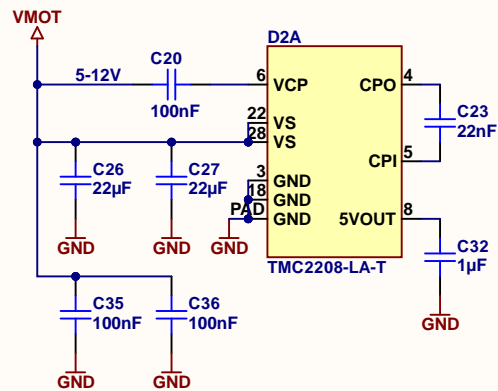 VMOT
D2A
C20
5-12V
100nF
6 VCP
CPO 4
22 VS
28 VS
C23
22nF
CPI 5
C26
22µF
C27
22µF
3 GND
18 GND
PAD GND
5VOUT 8
GND
GND
GND
TMC2208-LA-T
C32
1µF
GND
C35
100nF
C36
100nF
GND
GND